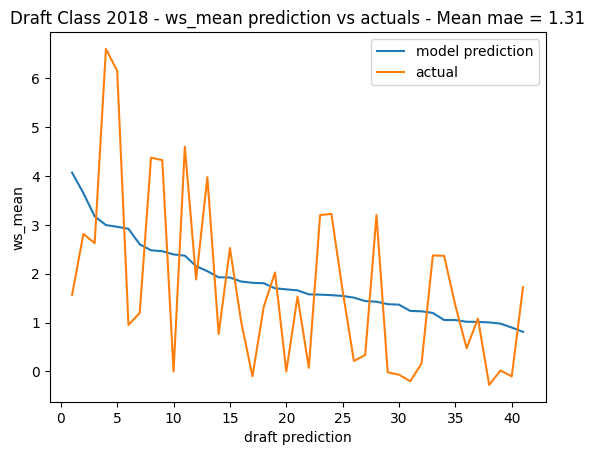 Draft Class 2018 - ws_mean prediction vs actuals - Mean mae = 1.31
model prediction
actual
ws_mean
6
5
4
3
2
1
0
0 5 10 15 20 25 30 35 40
draft prediction